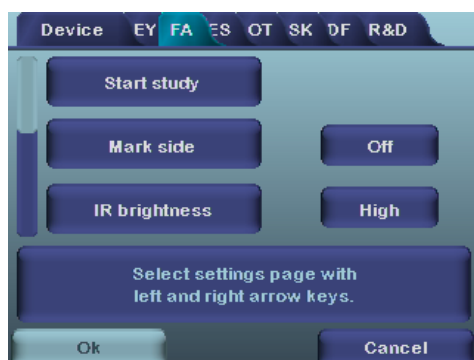 Device EY FA ES OT SK DF R&D
Start study
Mark side Off
IR brightness High
Select settings page with
left and right arrow keys.
Ok Cancel